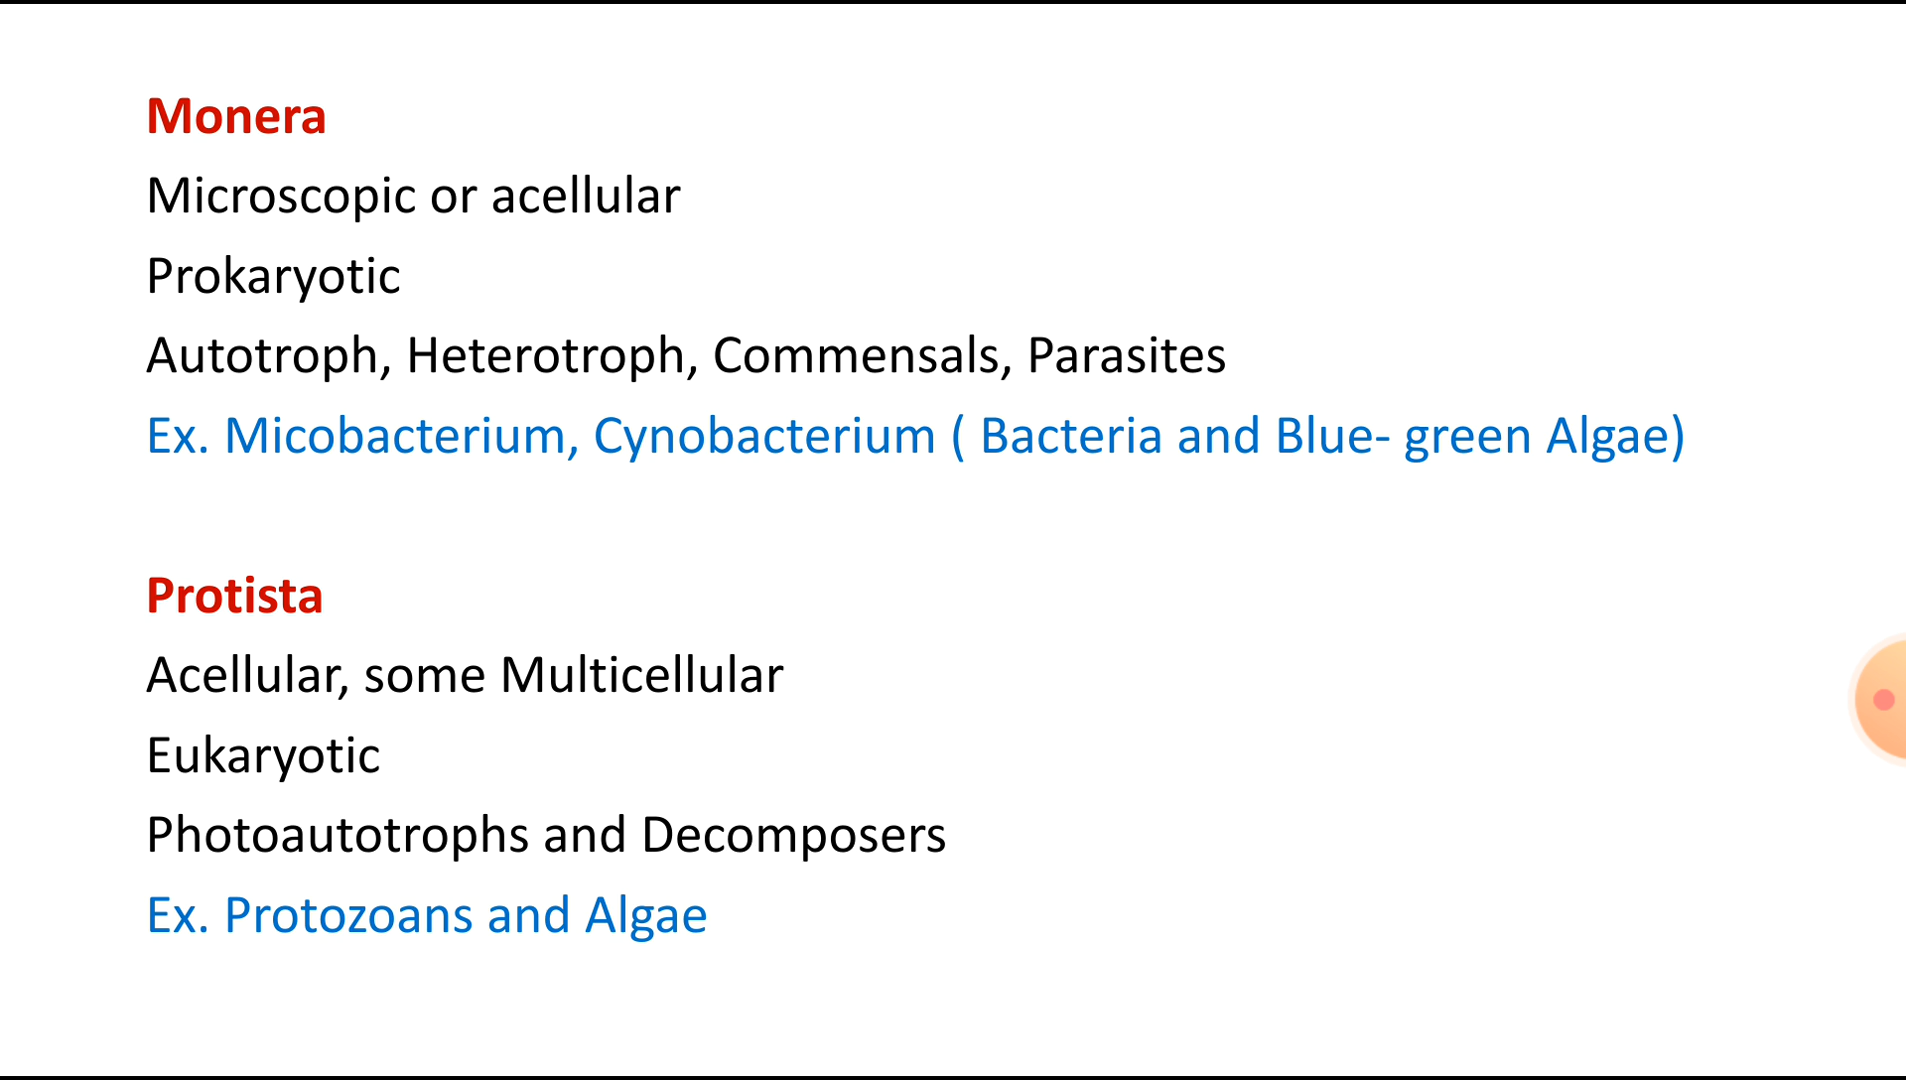 Monera
Microscopic or acellular
Prokaryotic
Autotroph, Heterotroph, Commensals, Parasites
Ex. Micobacterium, Cynobacterium ( Bacteria and Blue- green Algae)
Protista
Acellular, some Multicellular
Eukaryotic
Photoautotrophs and Decomposers
Ex. Protozoans and Algae